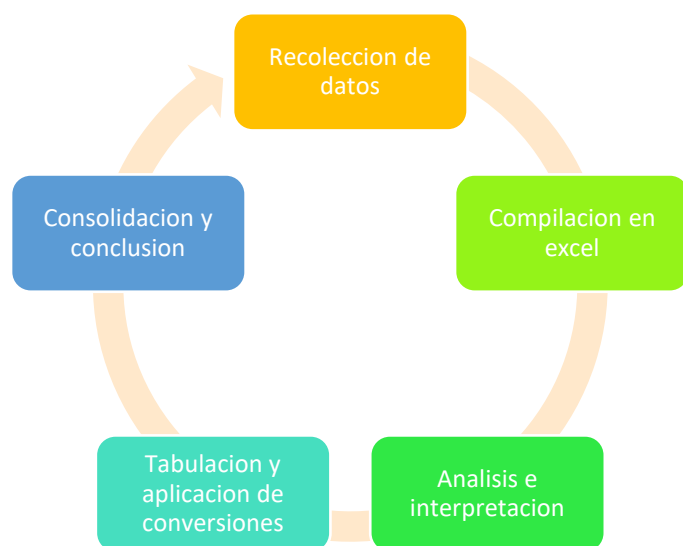 Recoleccion de
datos
Compilacion en
excel
Analisis e
interpretacion
Tabulacion y
aplicacion de
conversiones
Consolidacion y
conclusion